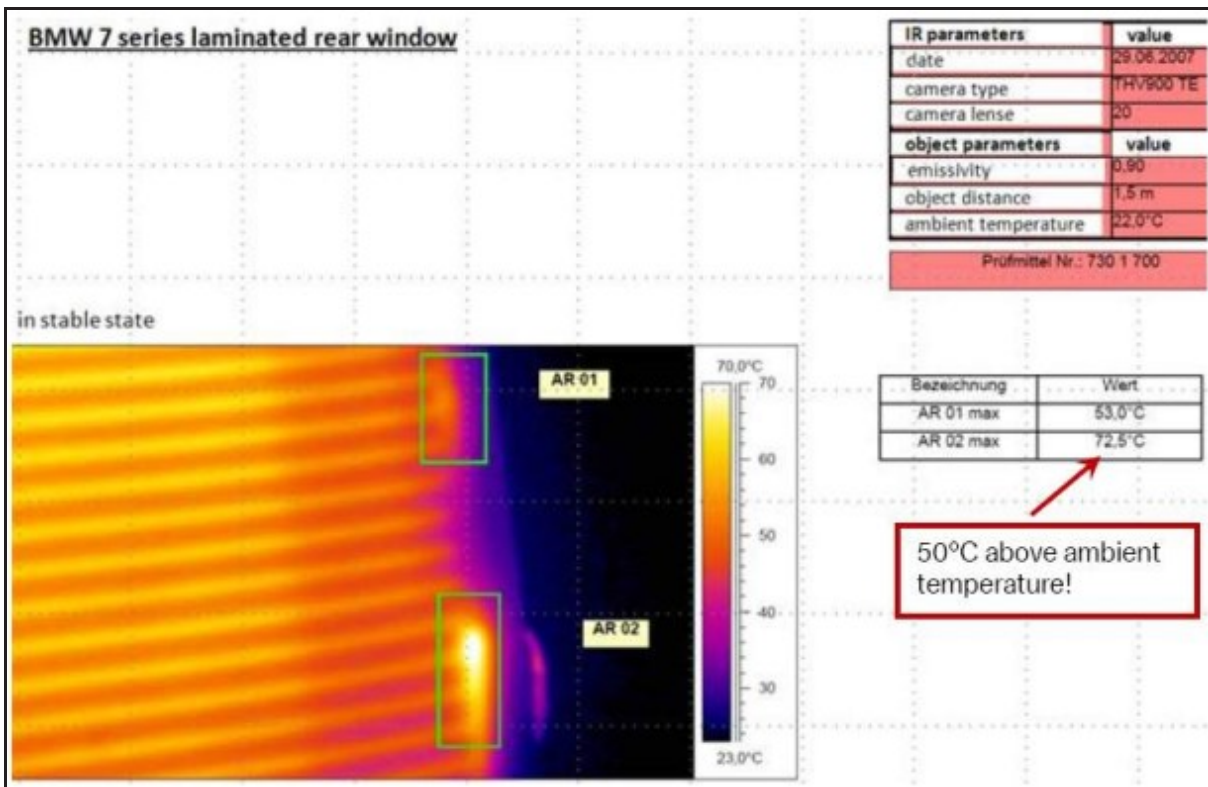 BMW 7 series laminated rear window
IR parameters value
date 29.06.2007
camera type THV900 TE
camera lense 20
object parameters value
emissivity 0,90
object distance 1,5 m
ambient temperature 22,0°C
Prüfmittel Nr.: 730 1 700
in stable state
AR 01
AR 02
70,0°C
70
60
50
40
30
23,0°C
Bezeichnung Wert
AR 01 max 53,0°C
AR 02 max 72,5°C
50°C above ambient
temperature!